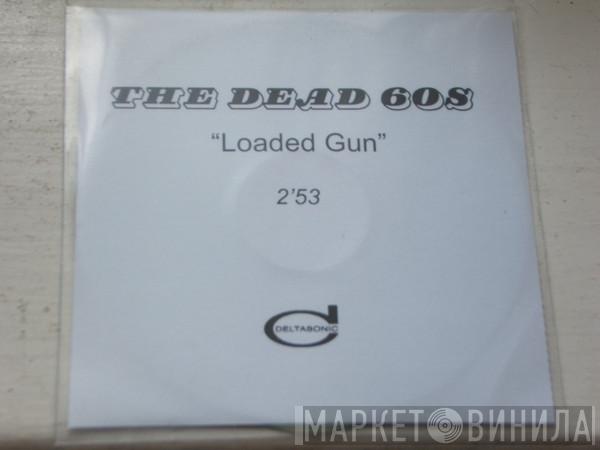 THE DEAD 60S
“Loaded Gun”
2’53
DELTASONIC
МАРКЕТ ВИНИЛА